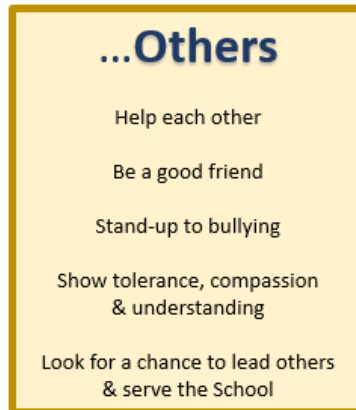 ...Others
Help each other
Be a good friend
Stand-up to bullying
Show tolerance, compassion
& understanding
Look for a chance to lead others
& serve the School